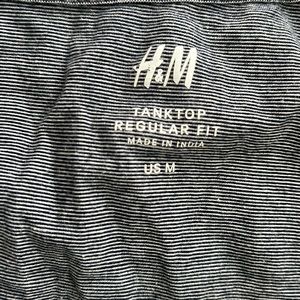 H&M
TANKTOP
REGULAR FIT
MADE IN INDIA
US M